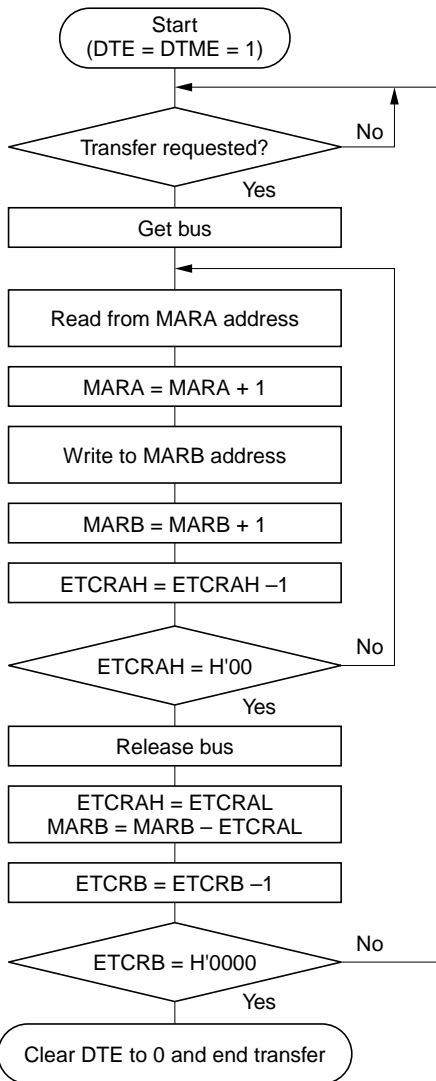 Start
(DTE = DTME = 1)
No
Transfer requested?
Yes
Get bus
Read from MARA address
MARA = MARA + 1
Write to MARB address
MARB = MARB + 1
ETCRAH = ETCRAH –1
No
ETCRAH = H'00
Yes
Release bus
ETCRAH = ETCRAL
MARB = MARB – ETCRAL
ETCRB = ETCRB –1
No
ETCRB = H'0000
Yes
Clear DTE to 0 and end transfer